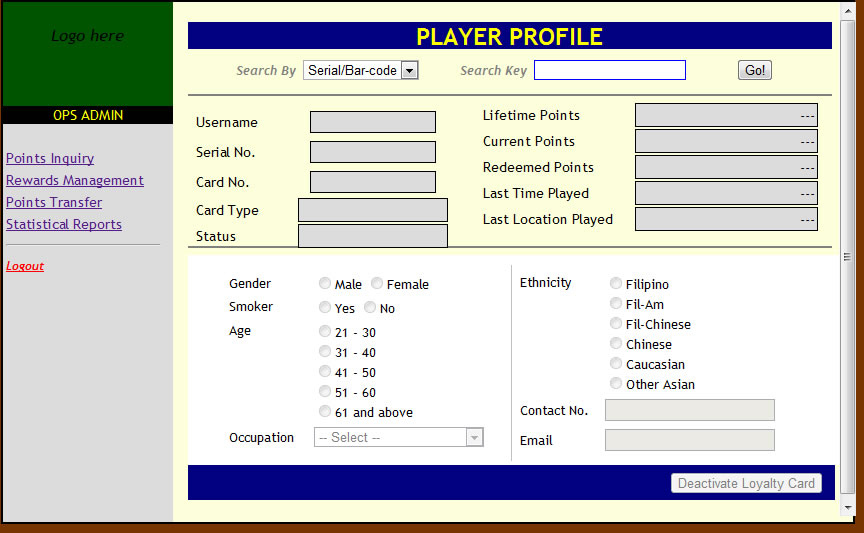 Logo here
OPS ADMIN
Points Inquiry
Rewards Management
Points Transfer
Statistical Reports
Logout
PLAYER PROFILE
Search By Serial/Bar-code Search Key Go!
Username
Serial No.
Card No.
Card Type
Status
Lifetime Points ---
Current Points ---
Redeemed Points ---
Last Time Played ---
Last Location Played ---
Gender Male Female
Smoker Yes No
Age 21 - 30
31 - 40
41 - 50
51 - 60
61 and above
Occupation -- Select --
Ethnicity Filipino
Fil-Am
Fil-Chinese
Chinese
Caucasian
Other Asian
Contact No.
Email
Deactivate Loyalty Card